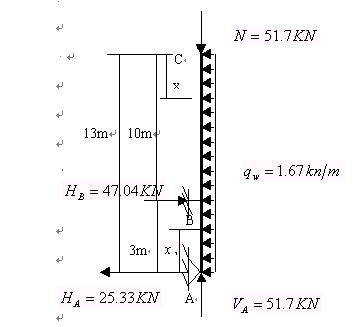 N = 51.7KN
C
x
13m
10m
q_w = 1.67kn/m
H_B = 47.04KN
B
3m
x
H_A = 25.33KN
A
V_A = 51.7KN